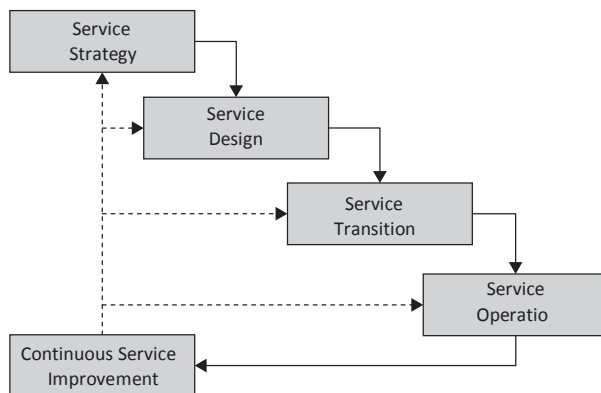 Service
Strategy
Service
Design
Service
Transition
Service
Operatio
Continuous Service
Improvement